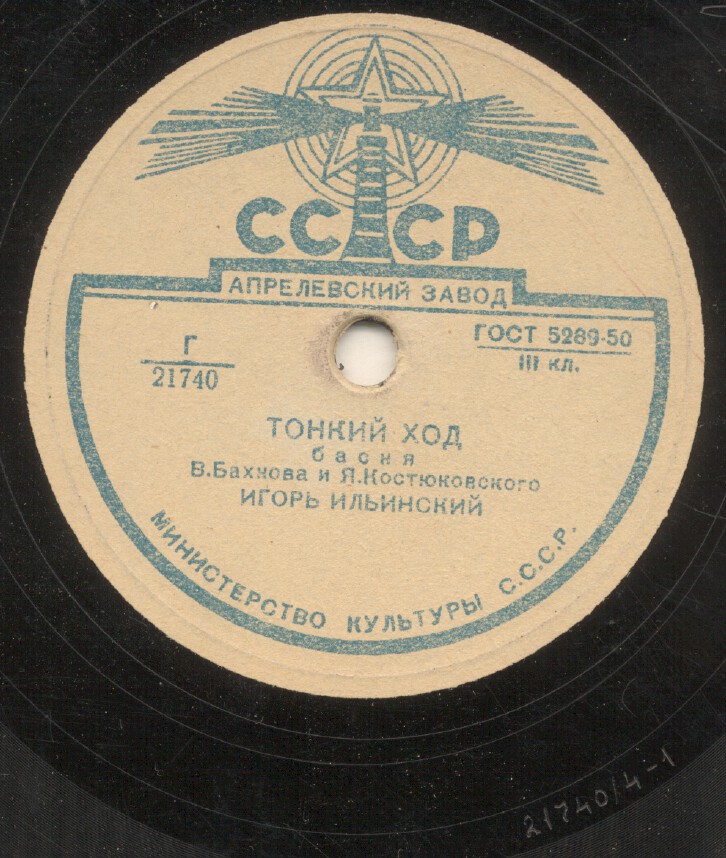 СССР
АПРЕЛЕВСКИЙ ЗАВОД
Г
21740
ГОСТ 5289-50
III кл.
ТОНКИЙ ХОД
басня
В.Бахнова и Я.Костюковского
ИГОРЬ ИЛЬИНСКИЙ
МИНИСТЕРСТВО КУЛЬТУРЫ С.С.С.Р.
21740/4-1